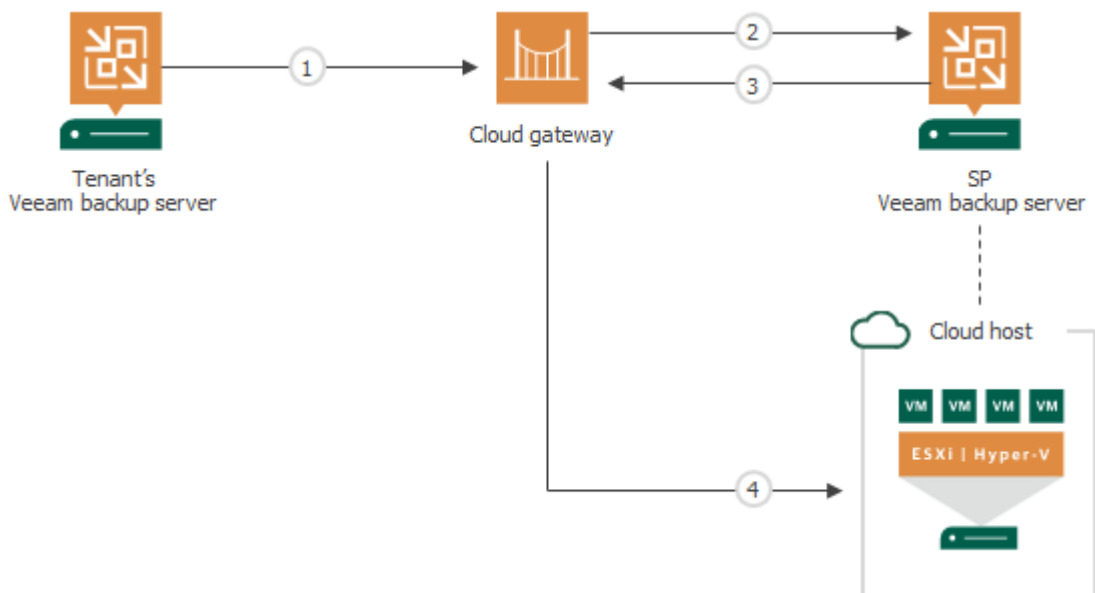 1
2
3
Cloud gateway
Tenant's
Veeam backup server
SP
Veeam backup server
Cloud host
VM VM VM VM
ESXi | Hyper-V
4